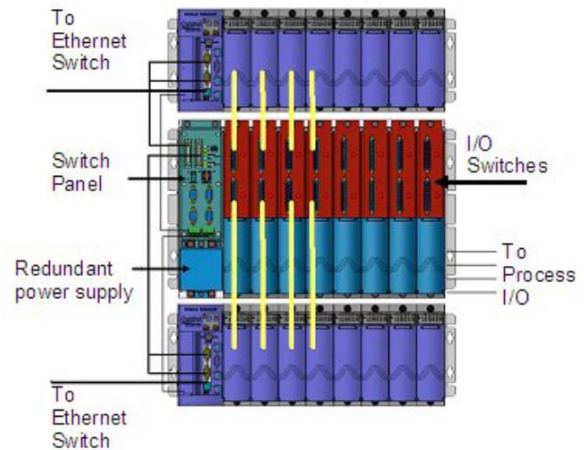 To
Ethernet
Switch
Switch
Panel
I/O
Switches
Redundant
power supply
To
Process
I/O
To
Ethernet
Switch